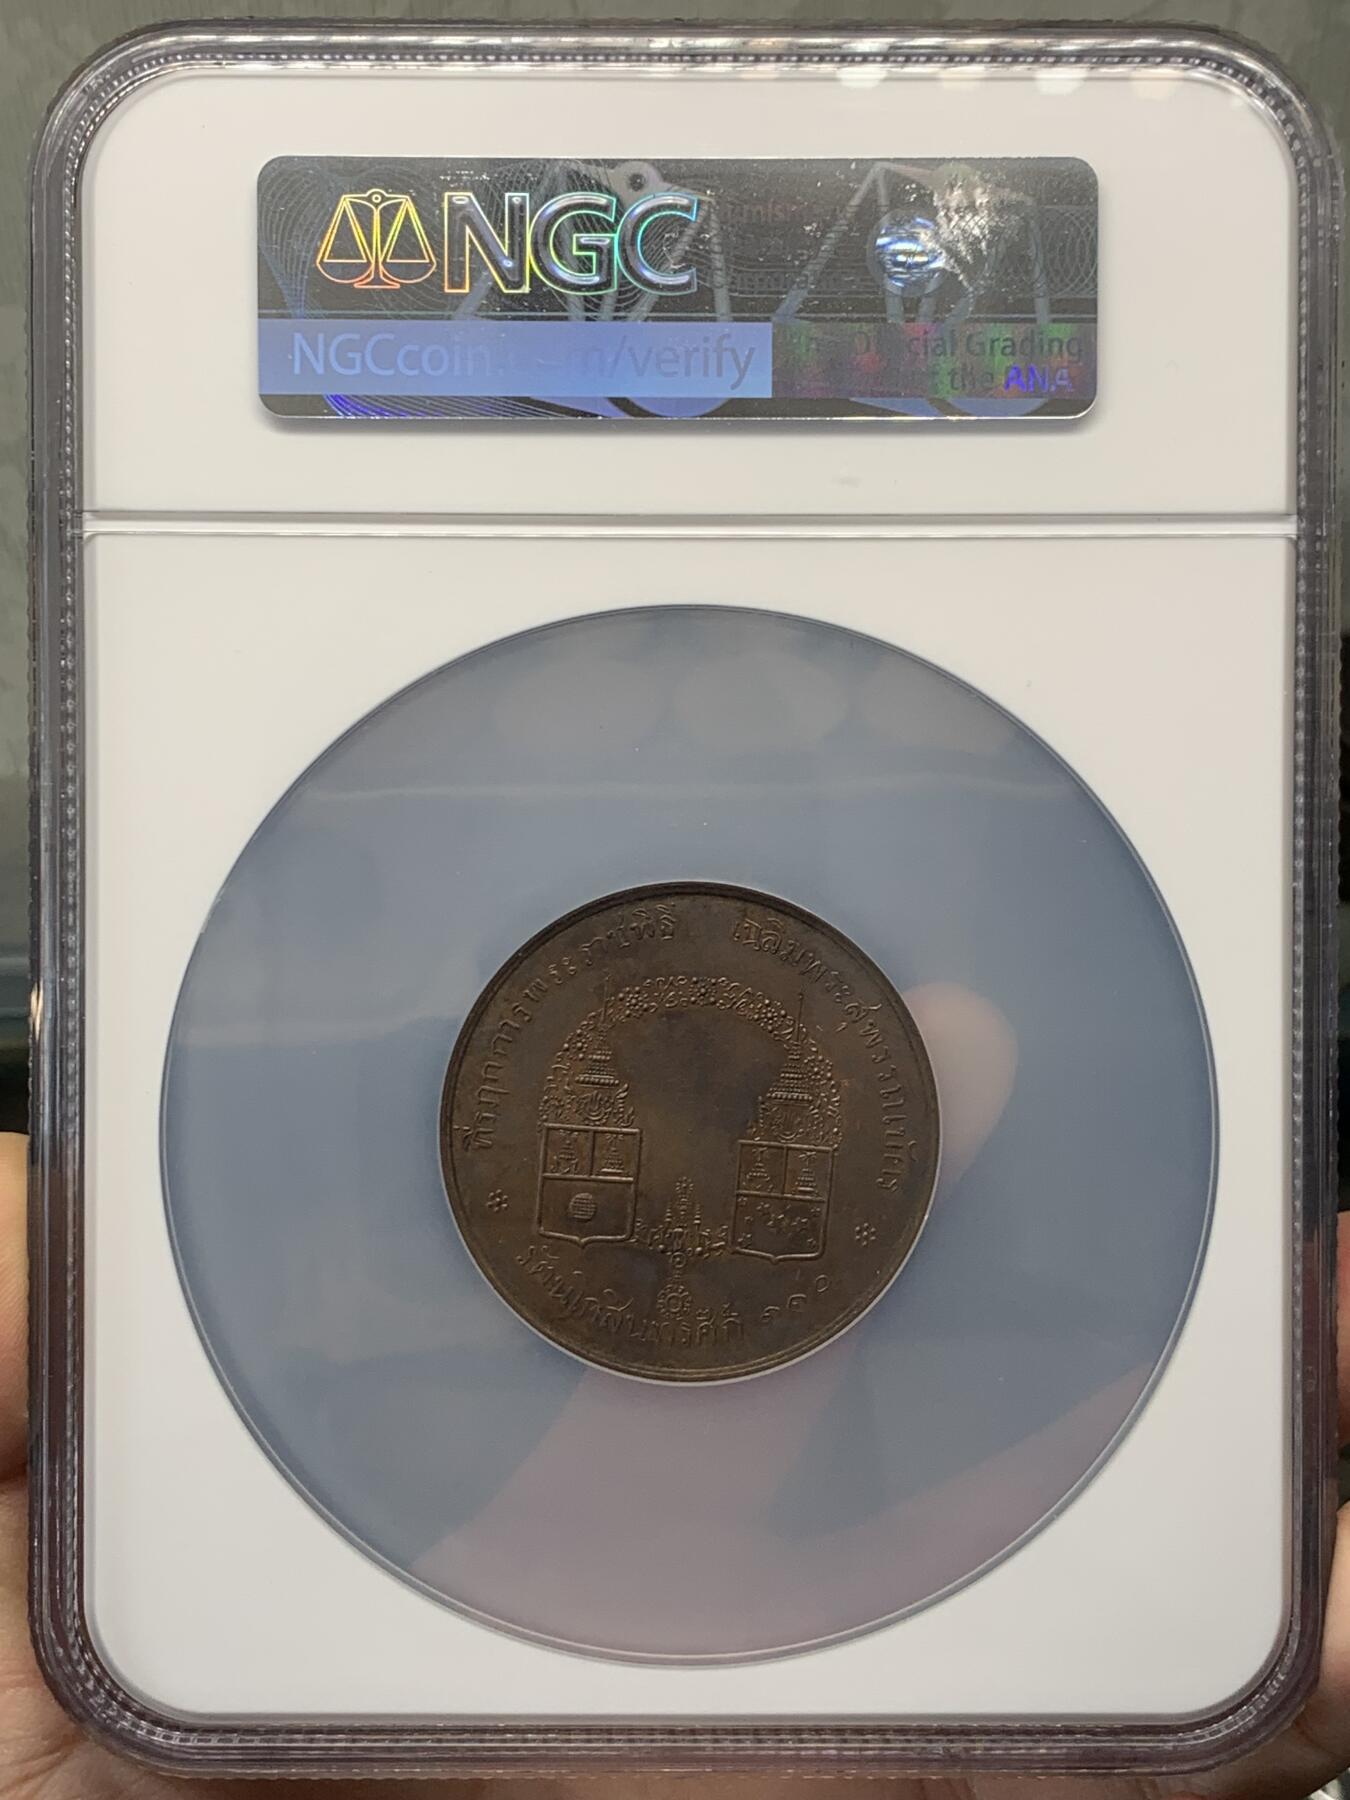 NGC
NGCcoin.com/verify
The Official Grading
the ANA
ที่รฦกการพระราชพิธี เฉลิมพระสุพรรณบัตร
รัตนโกสินทรศก ๑๑๐